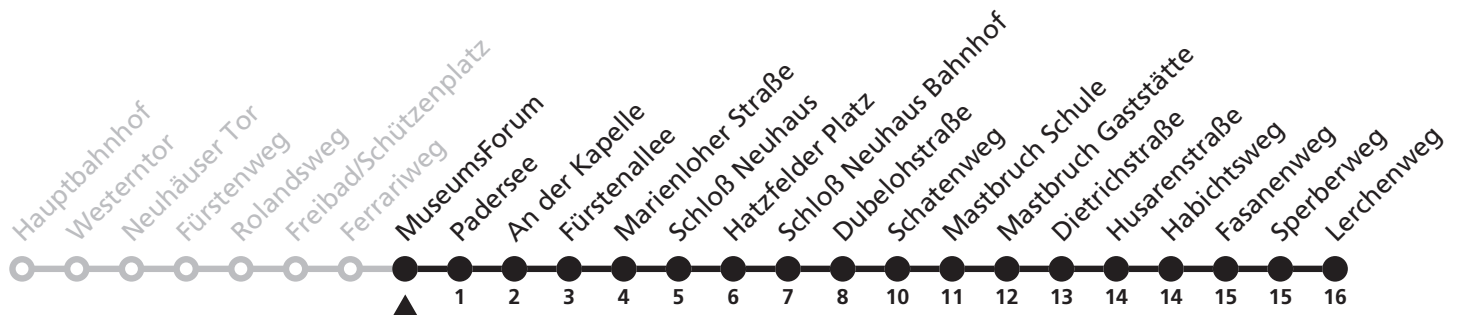 Hauptbahnhof
Westerntor
Neuhäuser Tor
Fürstenweg
Rolandsweg
Freibad/Schützenplatz
Ferrariweg
MuseumsForum
Padersee
An der Kapelle
Fürstenallee
Marienloher Straße
Schloß Neuhaus
Hatzfelder Platz
Schloß Neuhaus Bahnhof
Dubelohstraße
Schatenweg
Mastbruch Schule
Mastbruch Gaststätte
Dietrichstraße
Husarenstraße
Habichtsweg
Fasanenweg
Sperberweg
Lerchenweg
1 2 3 4 5 6 7 8 10 11 12 13 14 14 15 15 16